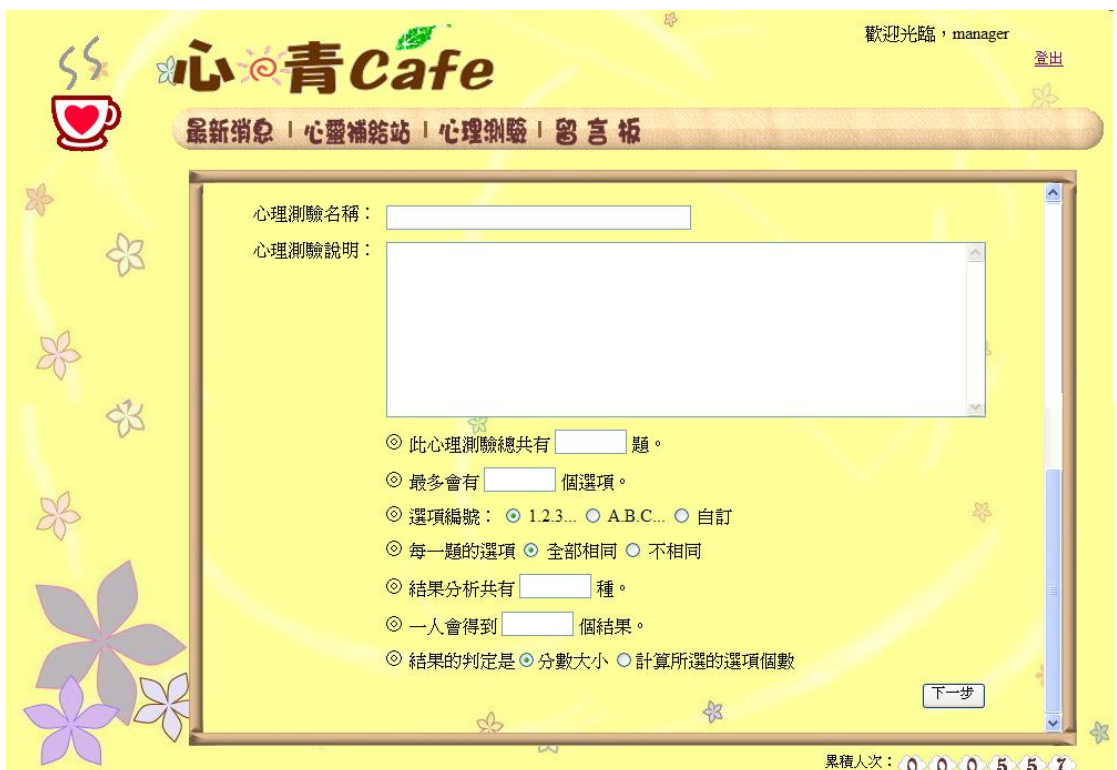 歡迎光臨，manager
登出
心青Cafe
最新消息 | 心靈補給站 | 心理測驗 | 留言板
心理測驗名稱：
心理測驗說明：
◎ 此心理測驗總共有 題。
◎ 最多會有 個選項。
◎ 選項編號： 1.2.3... A.B.C... 自訂
◎ 每一題的選項 全部相同 不相同
◎ 結果分析共有 種。
◎ 一人會得到 個結果。
◎ 結果的判定是 分數大小 計算所選的選項個數
下一步
累積人次：000557